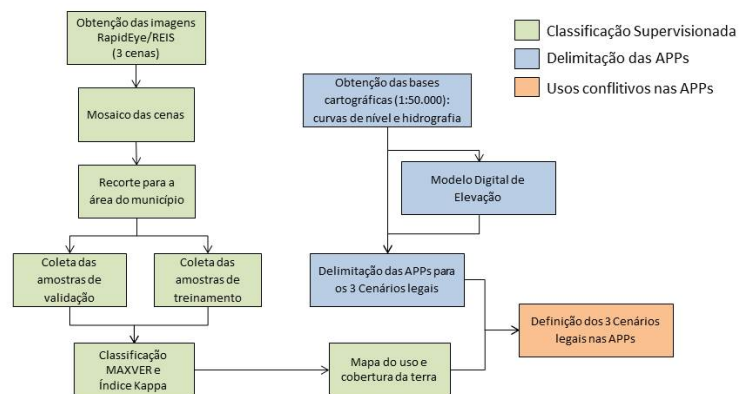 Obtenção das imagens
RapidEye/REIS
(3 cenas)
Mosaico das cenas
Recorte para a
área do município
Coleta das
amostras de
validação
Coleta das
amostras de
treinamento
Classificação
MAXVER e
Índice Kappa
Mapa do uso e
cobertura da terra
Obtenção das bases
cartográficas (1:50.000):
curvas de nível e hidrografia
Modelo Digital de
Elevação
Delimitação das APPs para
os 3 Cenários legais
Definição dos 3 Cenários
legais nas APPs
Classificação Supervisionada
Delimitação das APPs
Usos conflitivos nas APPs